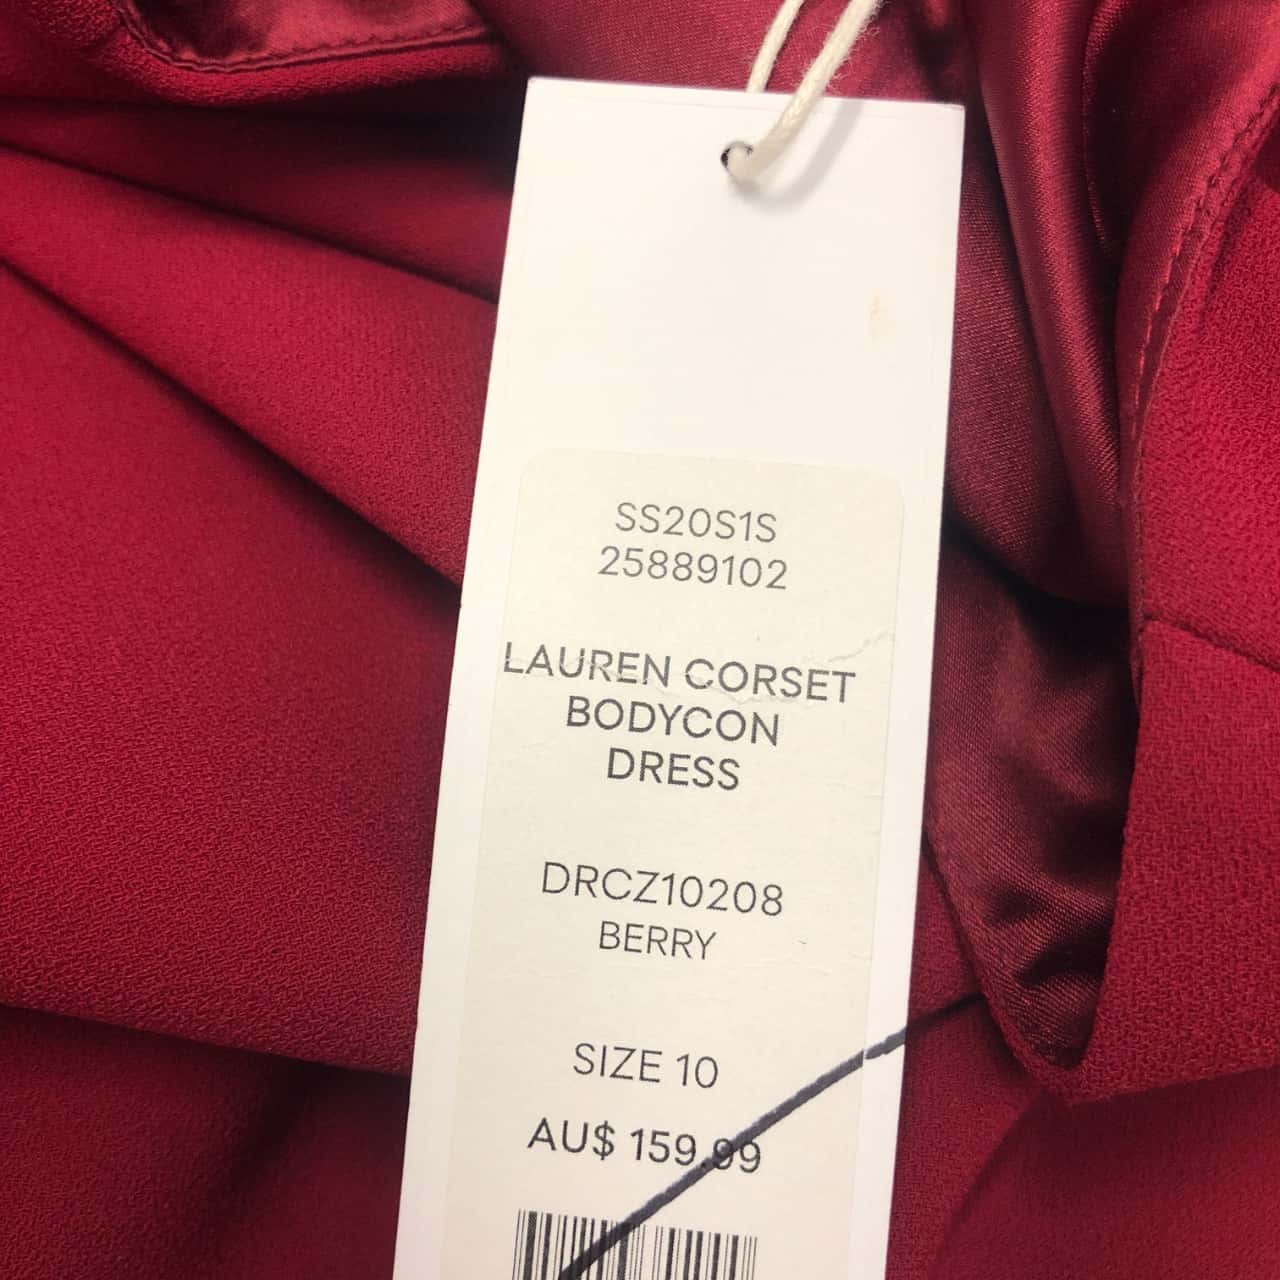 SS20S1S
25889102
LAUREN CORSET
BODYCON
DRESS
DRCZ10208
BERRY
SIZE 10
AU$ 159.99